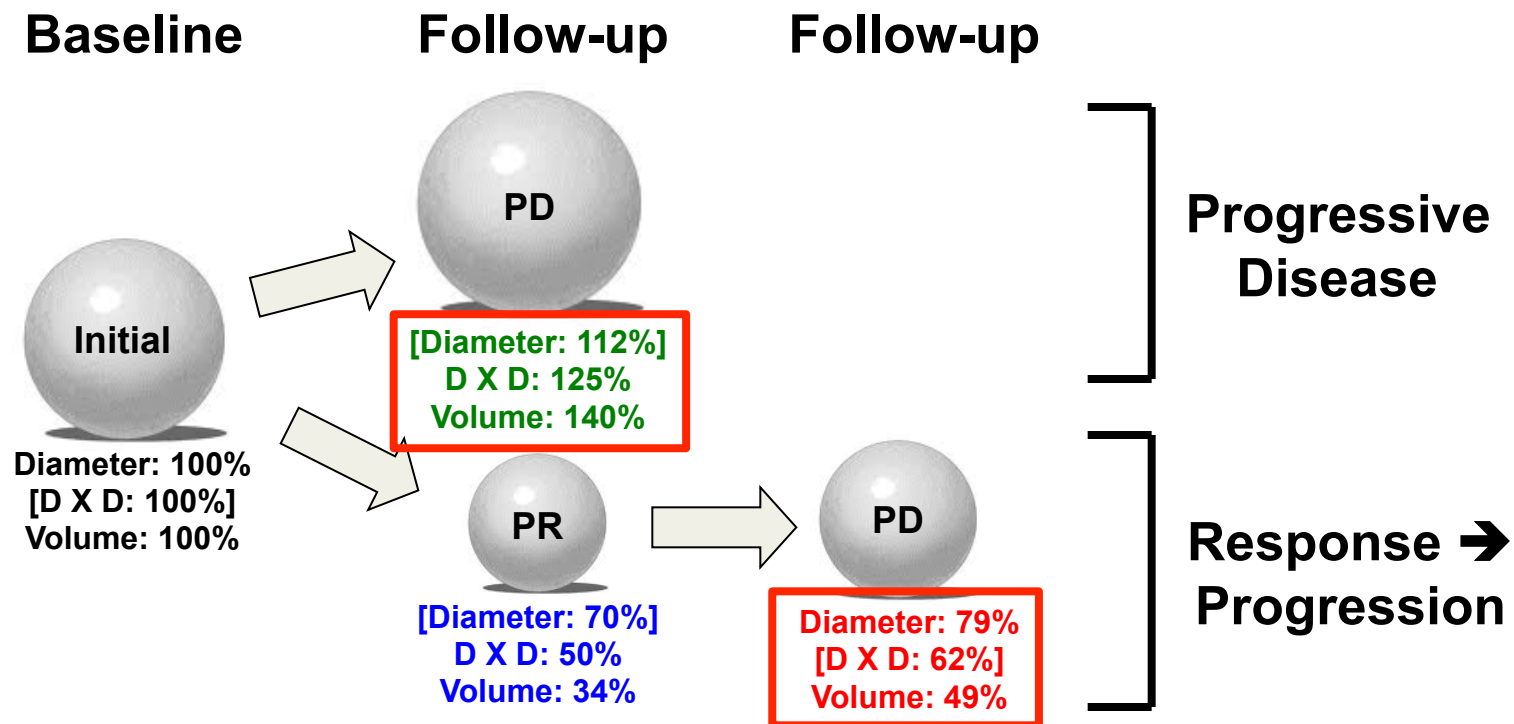 Baseline
Follow-up
Follow-up
Initial
Diameter: 100%
[D X D: 100%]
Volume: 100%
PD
[Diameter: 112%]
D X D: 125%
Volume: 140%
PR
[Diameter: 70%]
D X D: 50%
Volume: 34%
PD
Diameter: 79%
[D X D: 62%]
Volume: 49%
Progressive
Disease
Response ➔
Progression